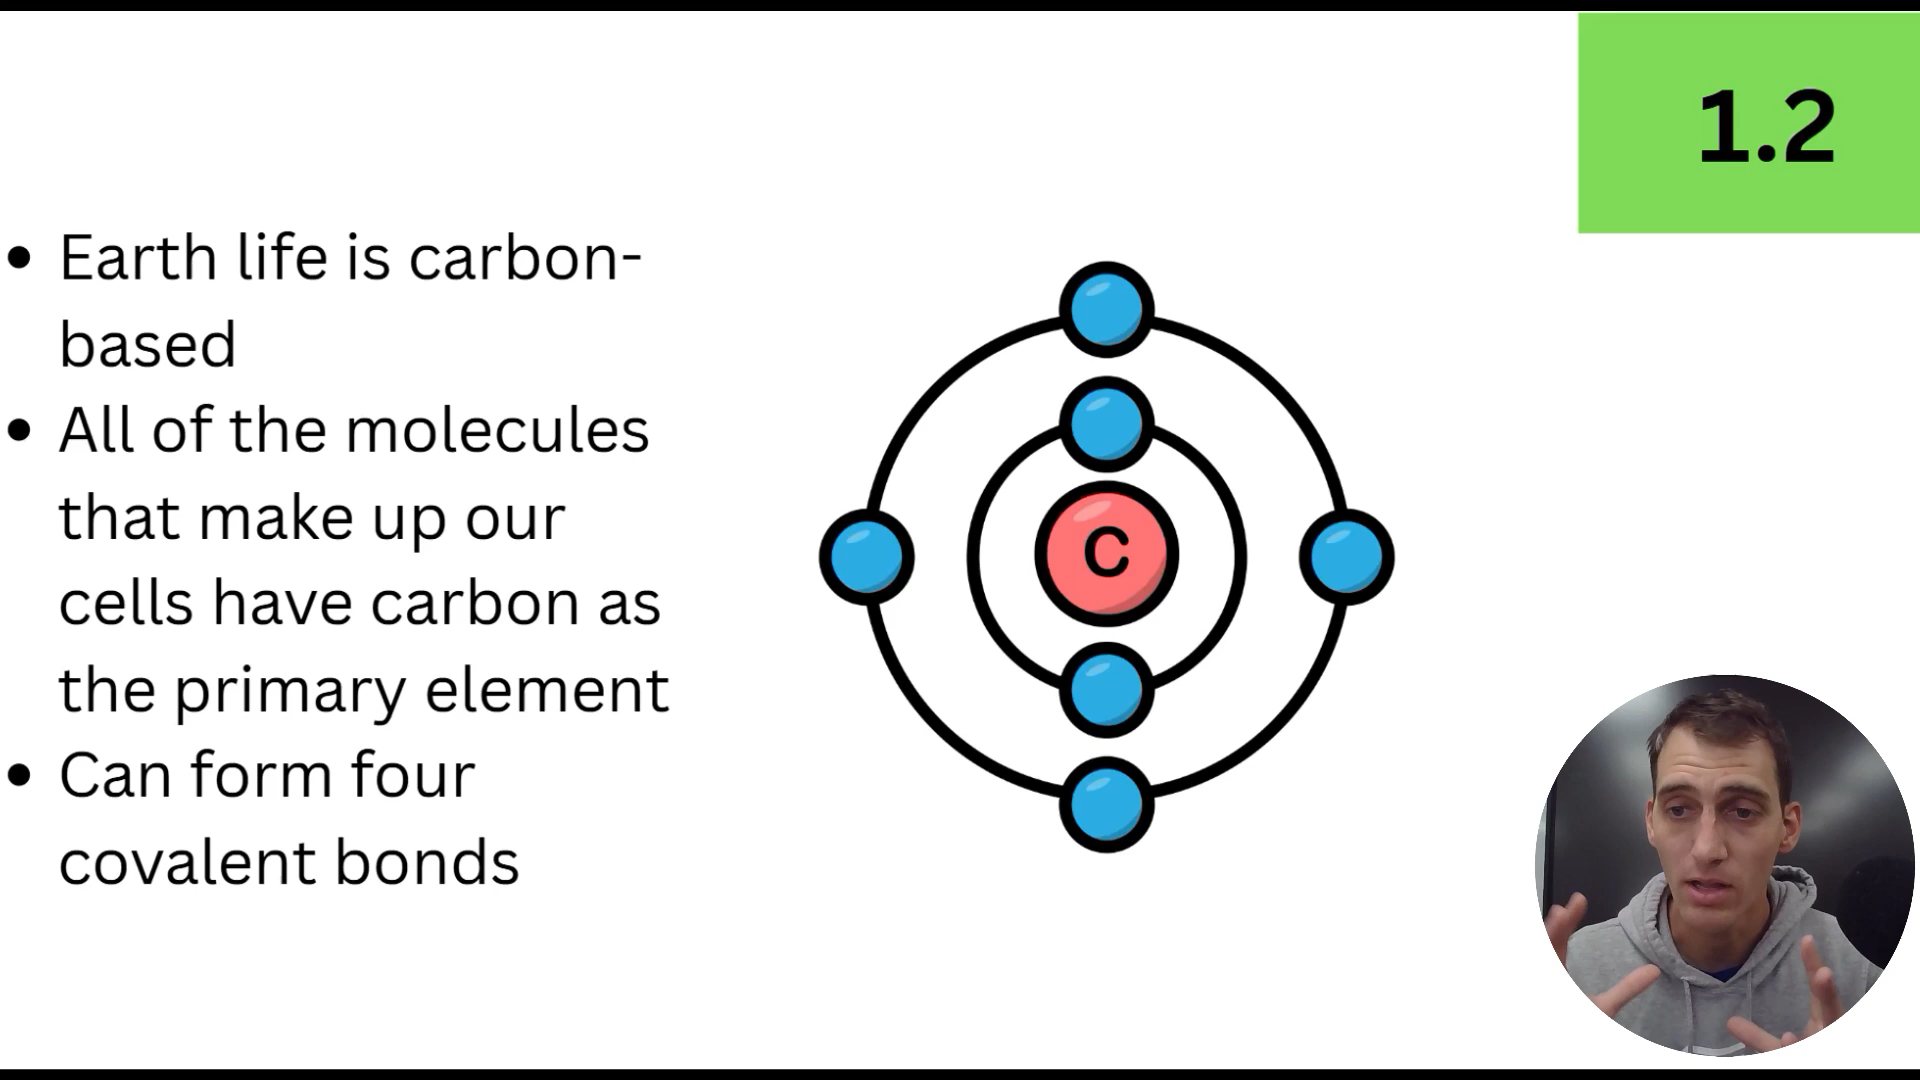 1.2
• Earth life is carbon-
based
• All of the molecules
that make up our
cells have carbon as
the primary element
• Can form four
covalent bonds
C